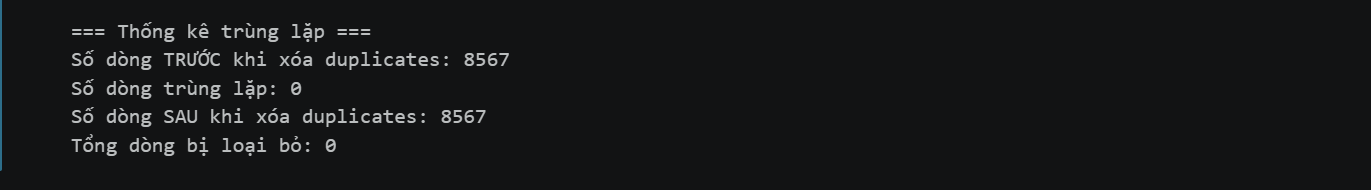 === Thống kê trùng lặp ===
Số dòng TRƯỚC khi xóa duplicates: 8567
Số dòng trùng lặp: 0
Số dòng SAU khi xóa duplicates: 8567
Tổng dòng bị loại bỏ: 0